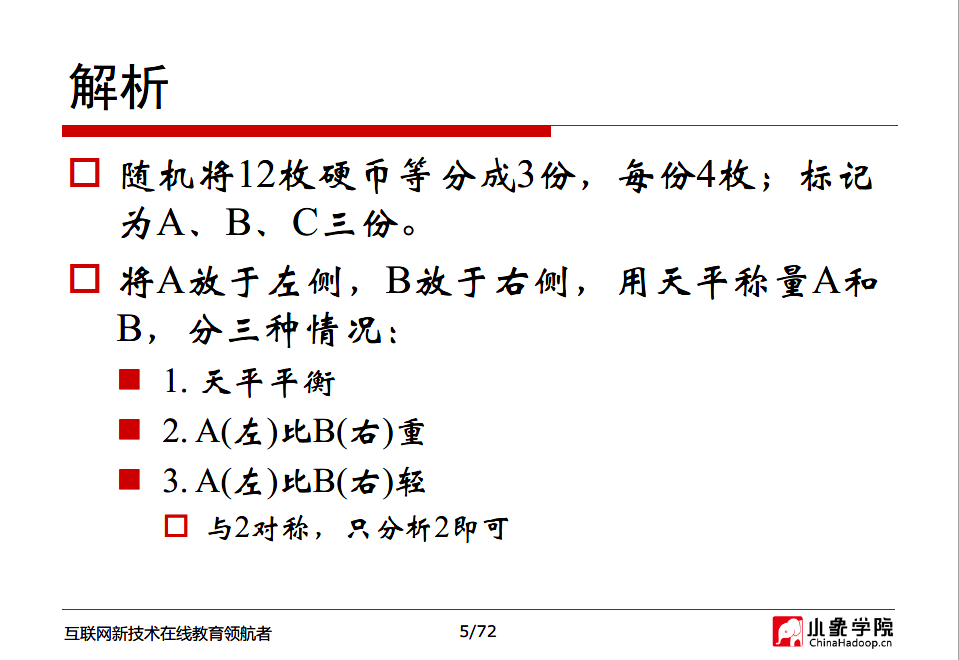 解析
随机将12枚硬币等分成3份，每份4枚；标记
为A、B、C三份。
将A放于左侧，B放于右侧，用天平称量A和
B，分三种情况：
1. 天平平衡
2. A(左)比B(右)重
3. A(左)比B(右)轻
与2对称，只分析2即可
互联网新技术在线教育领航者
5/72
小象学院
ChinaHadoop.cn